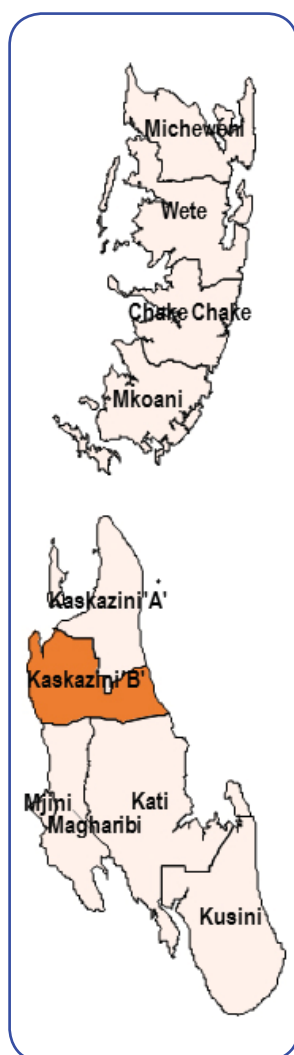 Micheweni
Wete
Chake Chake
Mkoani
Kaskazini'A'
Kaskazini'B'
Mjini
Kati
Magharibi
Kusini